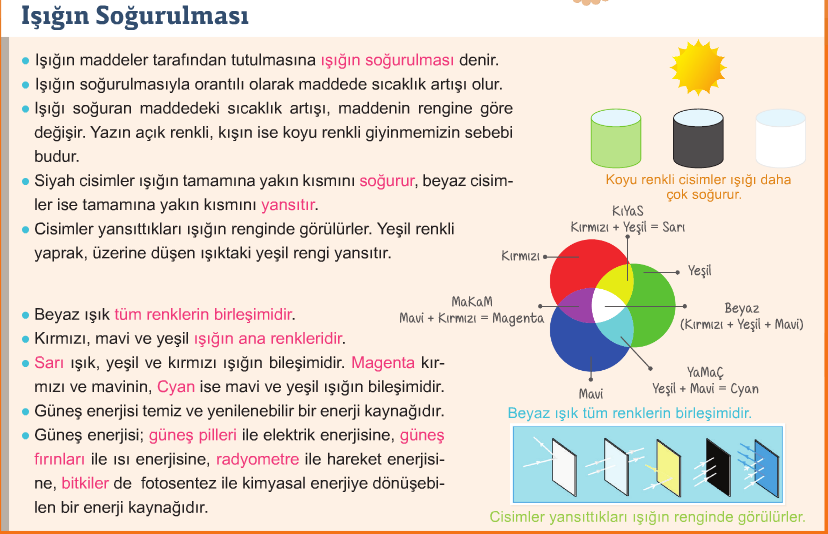 Işığın Soğurulması
Işığın maddeler tarafından tutulmasına ışığın soğurulması denir.
Işığın soğurulmasıyla orantılı olarak maddede sıcaklık artışı olur.
Işığı soğuran maddedeki sıcaklık artışı, maddenin rengine göre
değişir. Yazın açık renkli, kışın ise koyu renkli giyinmemizin sebebi
budur.
Siyah cisimler ışığın tamamına yakın kısmını soğurur, beyaz cisim-
ler ise tamamına yakın kısmını yansıtır.
Cisimler yansıttıkları ışığın renginde görülürler. Yeşil renkli
yaprak, üzerine düşen ışıktaki yeşil rengi yansıtır.
Beyaz ışık tüm renklerin birleşimidir.
Kırmızı, mavi ve yeşil ışığın ana renkleridir.
Sarı ışık, yeşil ve kırmızı ışığın bileşimidir. Magenta kır-
mızı ve mavinin, Cyan ise mavi ve yeşil ışığın bileşimidir.
Güneş enerjisi temiz ve yenilenebilir bir enerji kaynağıdır.
Güneş enerjisi; güneş pilleri ile elektrik enerjisine, güneş
fırınları ile ısı enerjisine, radyometre ile hareket enerjisi-
ne, bitkiler de fotosentez ile kimyasal enerjiye dönüşebi-
len bir enerji kaynağıdır.
Koyu renkli cisimler ışığı daha
çok soğurur.
KıYaS
Kırmızı + Yeşil = Sarı
Kırmızı
Yeşil
MaKaM
Mavi + Kırmızı = Magenta
Beyaz
(Kırmızı + Yeşil + Mavi)
YaMaÇ
Yeşil + Mavi = Cyan
Mavi
Beyaz ışık tüm renklerin birleşimidir.
Cisimler yansıttıkları ışığın renginde görülürler.